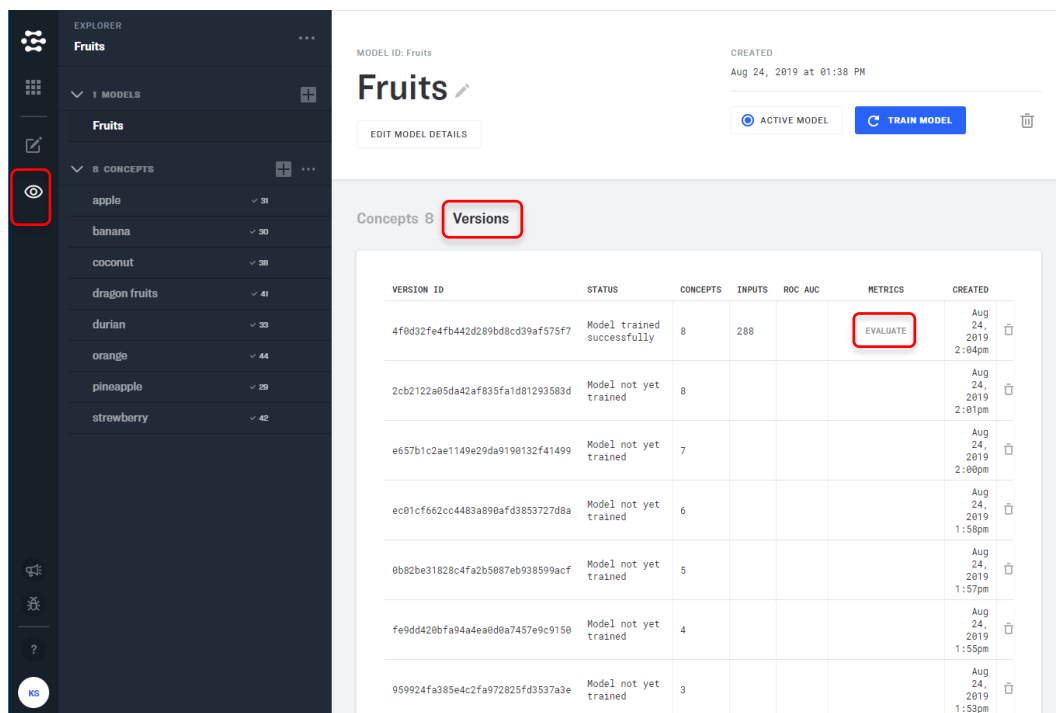 EXPLORER
Fruits
1 MODELS
Fruits
8 CONCEPTS
apple 31
banana 30
coconut 38
dragon fruits 41
durian 33
orange 44
pineapple 29
strewberry 42
?
KS
MODEL ID: Fruits
Fruits
EDIT MODEL DETAILS
CREATED
Aug 24, 2019 at 01:38 PM
ACTIVE MODEL
TRAIN MODEL
Concepts 8 Versions
VERSION ID STATUS CONCEPTS INPUTS ROC AUC METRICS CREATED
4f0d32fe4fb442d289bd8cd39af575f7 Model trained successfully 8 288 EVALUATE Aug 24, 2019 2:04pm
2cb2122a05da42af835fa1d81293583d Model not yet trained 8 Aug 24, 2019 2:01pm
e657b1c2ae1149e29da9190132f41499 Model not yet trained 7 Aug 24, 2019 2:00pm
ec01cf662cc4483a890afd3853727d8a Model not yet trained 6 Aug 24, 2019 1:58pm
0b82be31828c4fa2b5087eb938599acf Model not yet trained 5 Aug 24, 2019 1:57pm
fe9dd420bfa94a4ea0d0a7457e9c9150 Model not yet trained 4 Aug 24, 2019 1:55pm
959924fa385e4c2fa972825fd3537a3e Model not yet trained 3 Aug 24, 2019 1:53pm